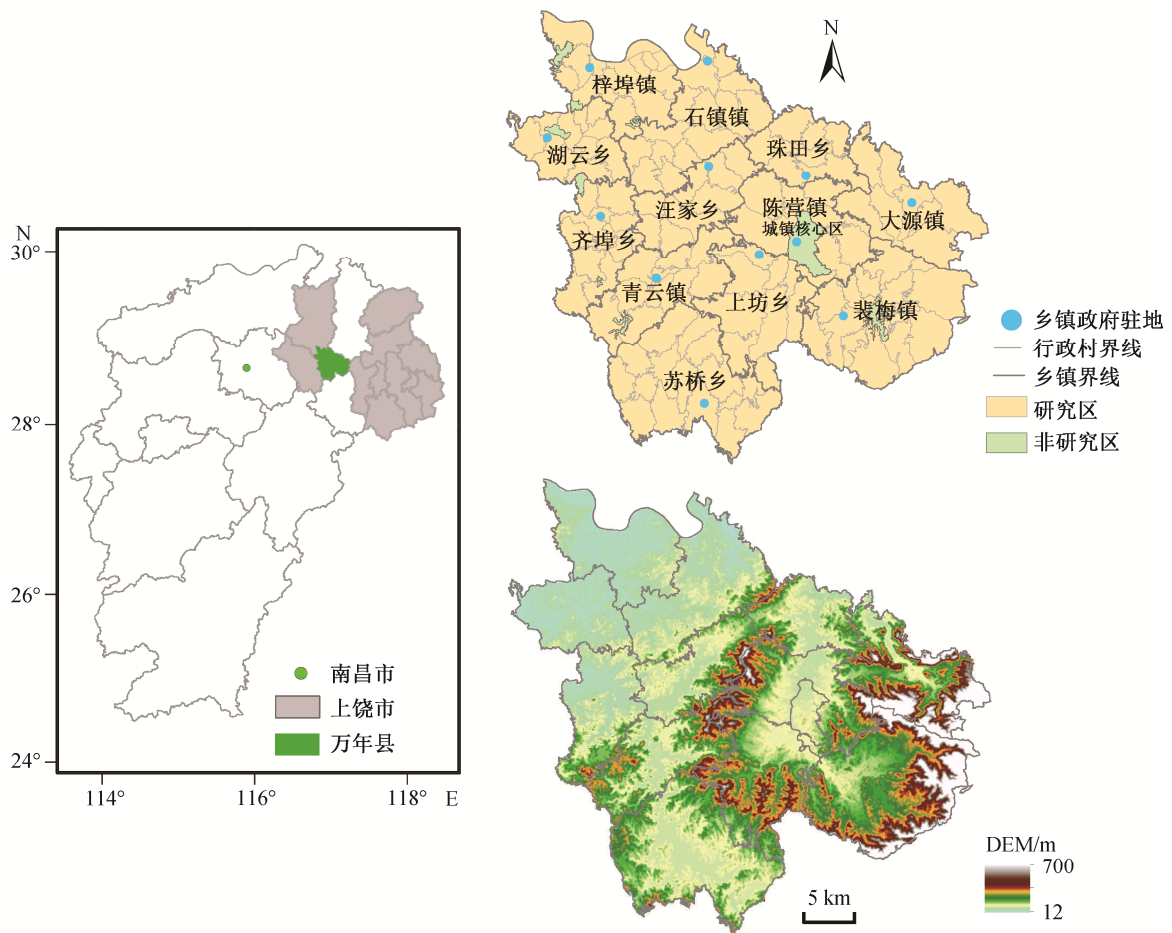 N
30°
28°
26°
24°
114°
116°
118°
E
南昌市
上饶市
万年县
N
梓埠镇
石镇镇
湖云乡
珠田乡
汪家乡
陈营镇
城镇核心区
大源镇
齐埠乡
青云镇
上坊乡
裴梅镇
苏桥乡
乡镇政府驻地
行政村界线
乡镇界线
研究区
非研究区
DEM/m
700
12
5 km